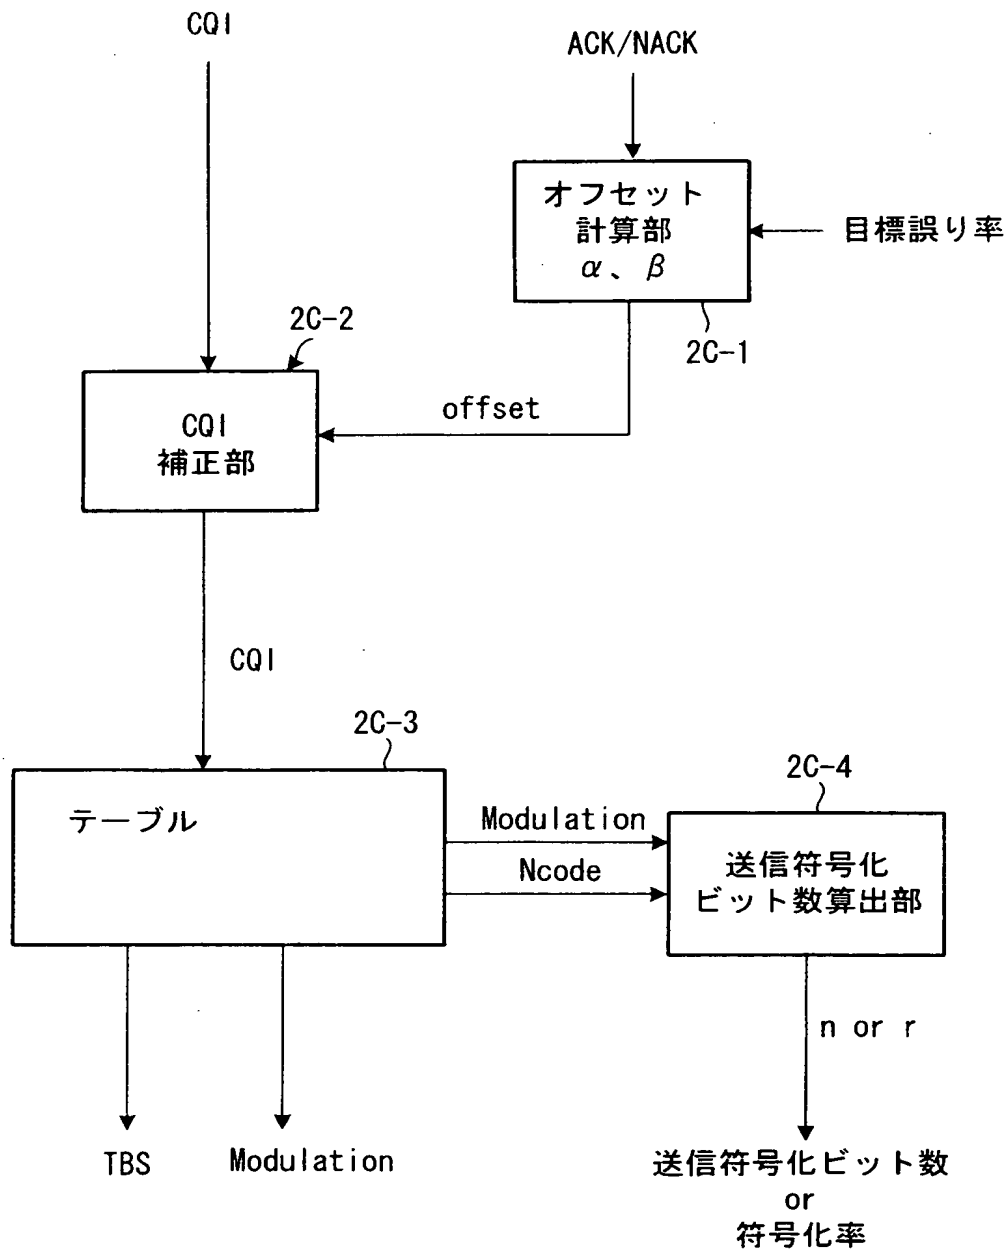 CQI
ACK/NACK
オフセット
計算部
α、β
目標誤り率
2C-1
2C-2
offset
CQI
補正部
CQI
2C-3
テーブル
2C-4
Modulation
Ncode
送信符号化
ビット数算出部
n or r
TBS
Modulation
送信符号化ビット数
or
符号化率